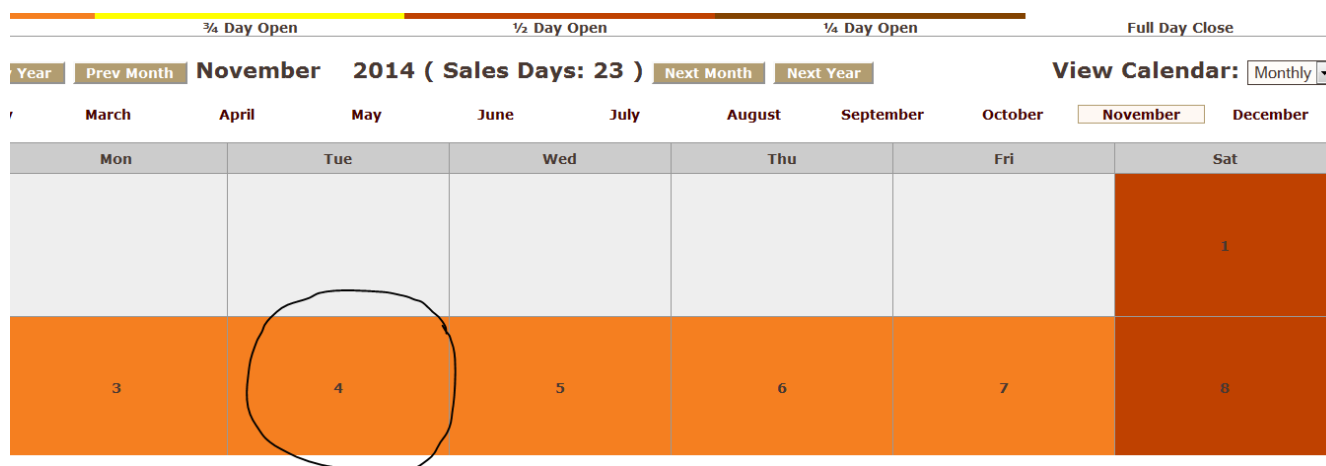 ¾ Day Open ½ Day Open ¼ Day Open Full Day Close
Year Prev Month November 2014 ( Sales Days: 23 ) Next Month Next Year View Calendar: Monthly
March April May June July August September October November December
Mon Tue Wed Thu Fri Sat
1
3 4 5 6 7 8